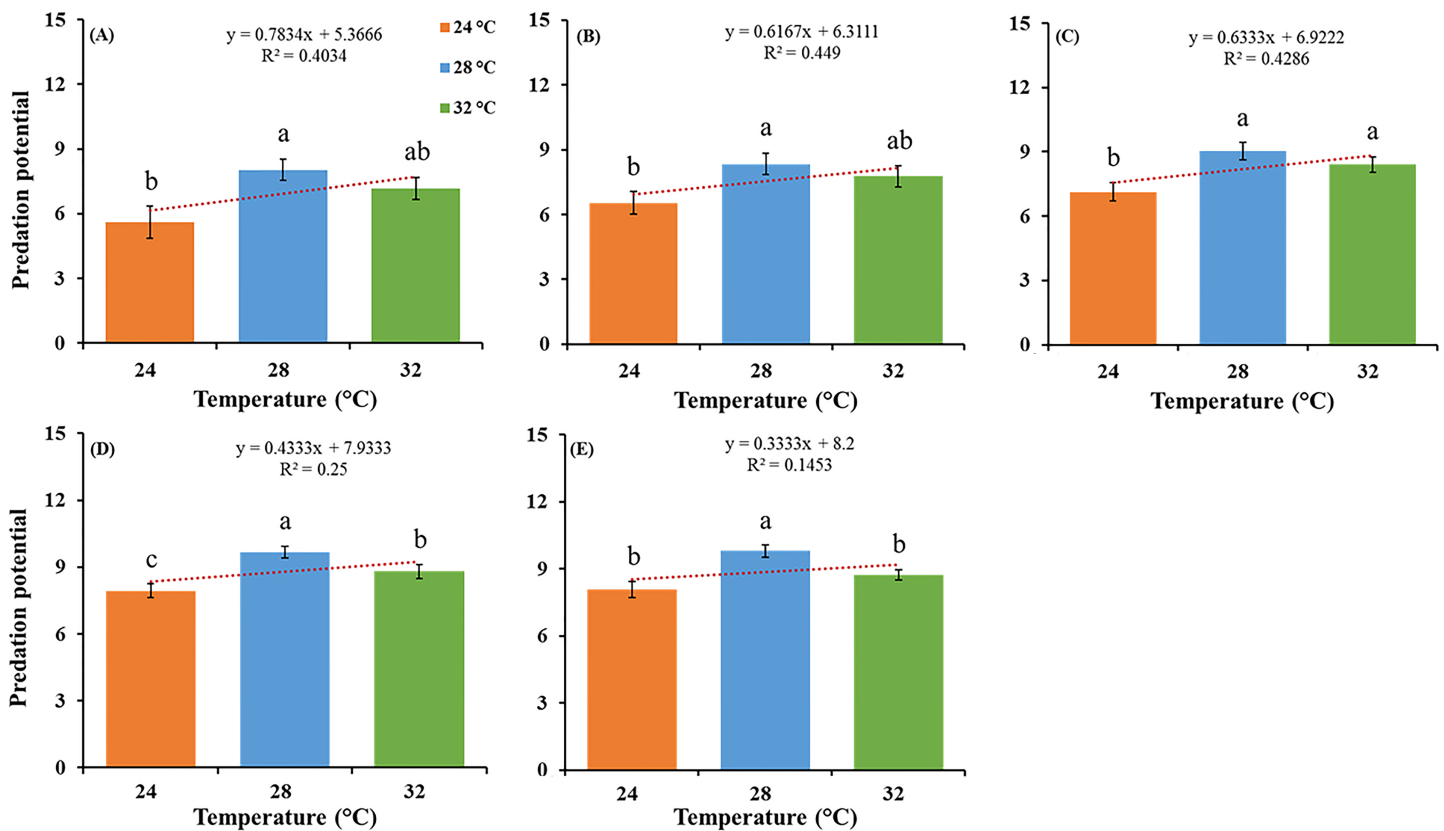 (A)
y = 0.7834x + 5.3666
R² = 0.4034
24 °C
28 °C
32 °C
Predation potential
15
12
9
6
3
0
b
a
ab
24
28
32
Temperature (°C)
(B)
y = 0.6167x + 6.3111
R² = 0.449
15
12
9
6
3
0
b
a
ab
24
28
32
Temperature (°C)
(C)
y = 0.6333x + 6.9222
R² = 0.4286
15
12
9
6
3
0
b
a
a
24
28
32
Temperature (°C)
(D)
y = 0.4333x + 7.9333
R² = 0.25
Predation potential
15
12
9
6
3
0
c
a
b
24
28
32
Temperature (°C)
(E)
y = 0.3333x + 8.2
R² = 0.1453
15
12
9
6
3
0
b
a
b
24
28
32
Temperature (°C)